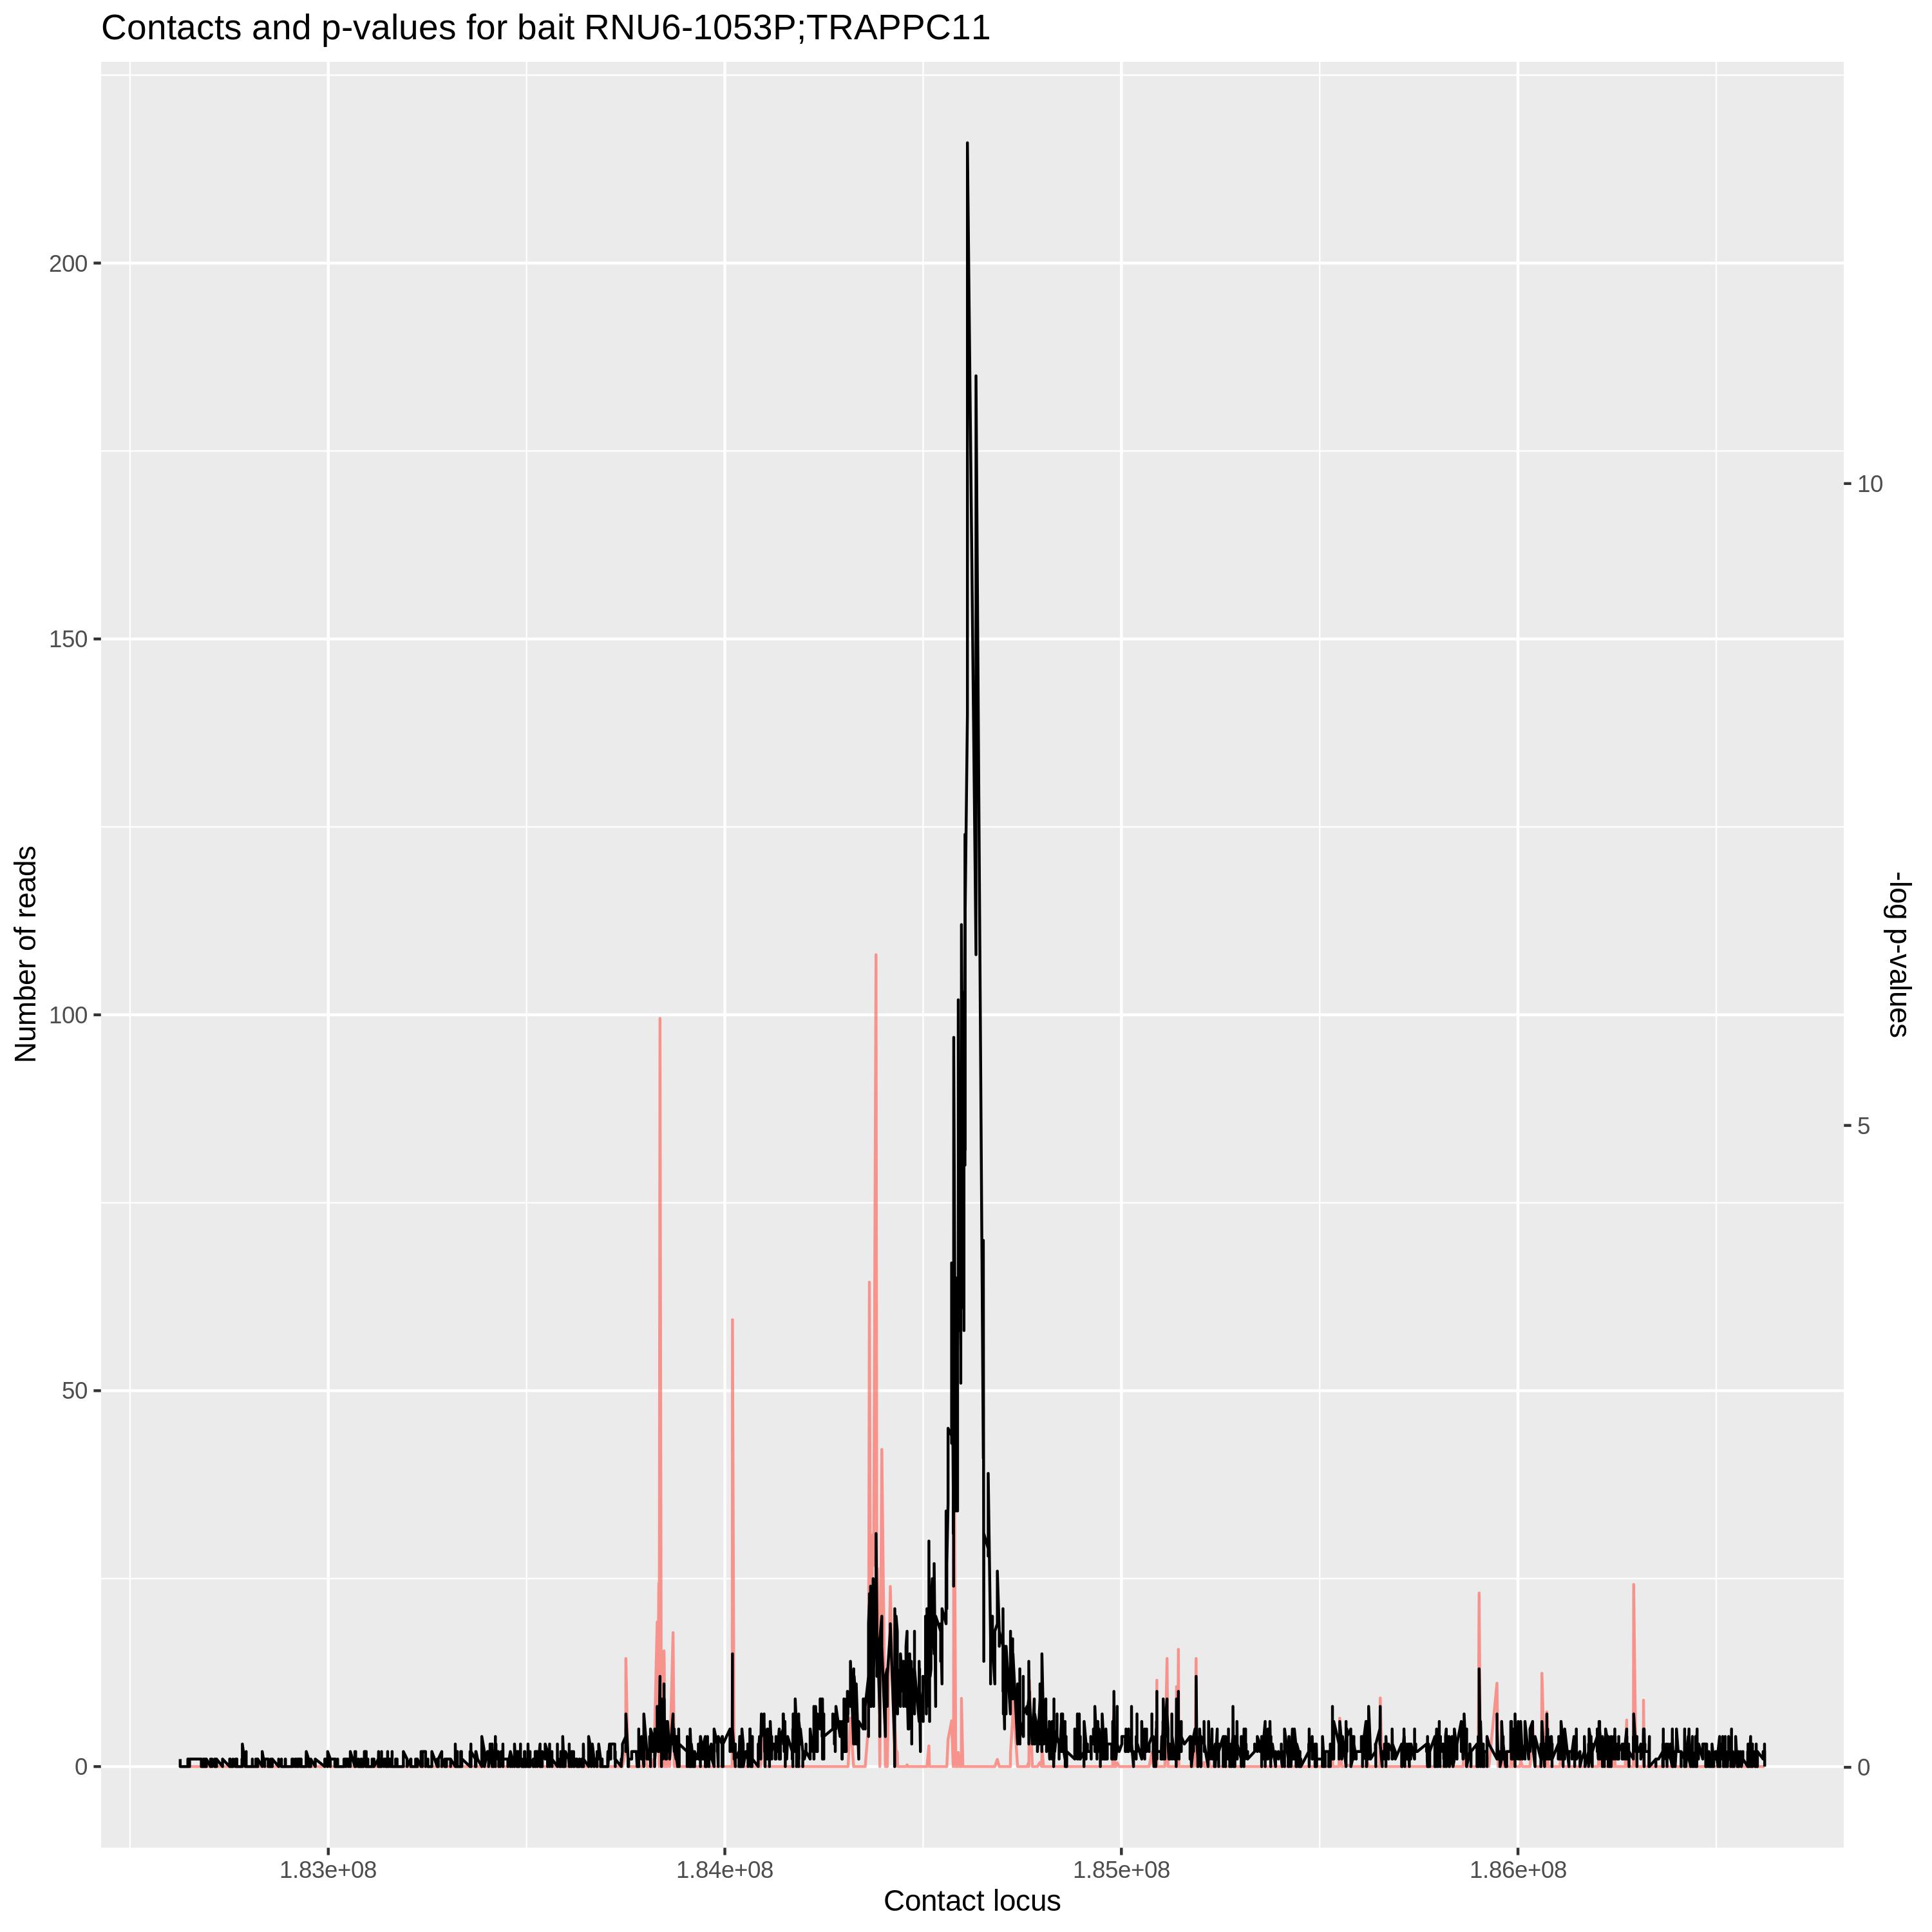 Contacts and p-values for bait RNU6-1053P;TRAPPC11
Number of reads
200
150
100
50
0
10
5
0
-log p-values
1.83e+08
1.84e+08
1.85e+08
1.86e+08
Contact locus